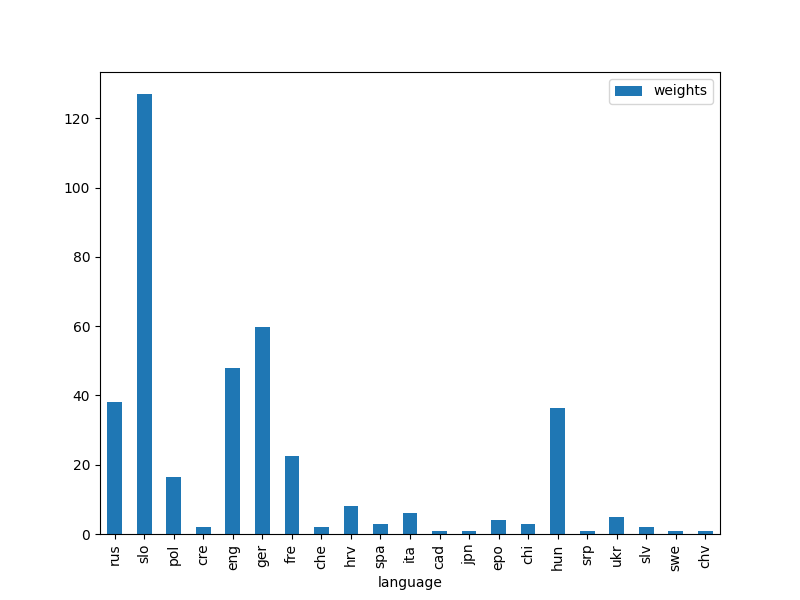 weights
120
100
80
60
40
20
0
rus slo pol cre eng ger fre che hrv spa ita cad jpn epo chi hun srp ukr slv swe chv
language